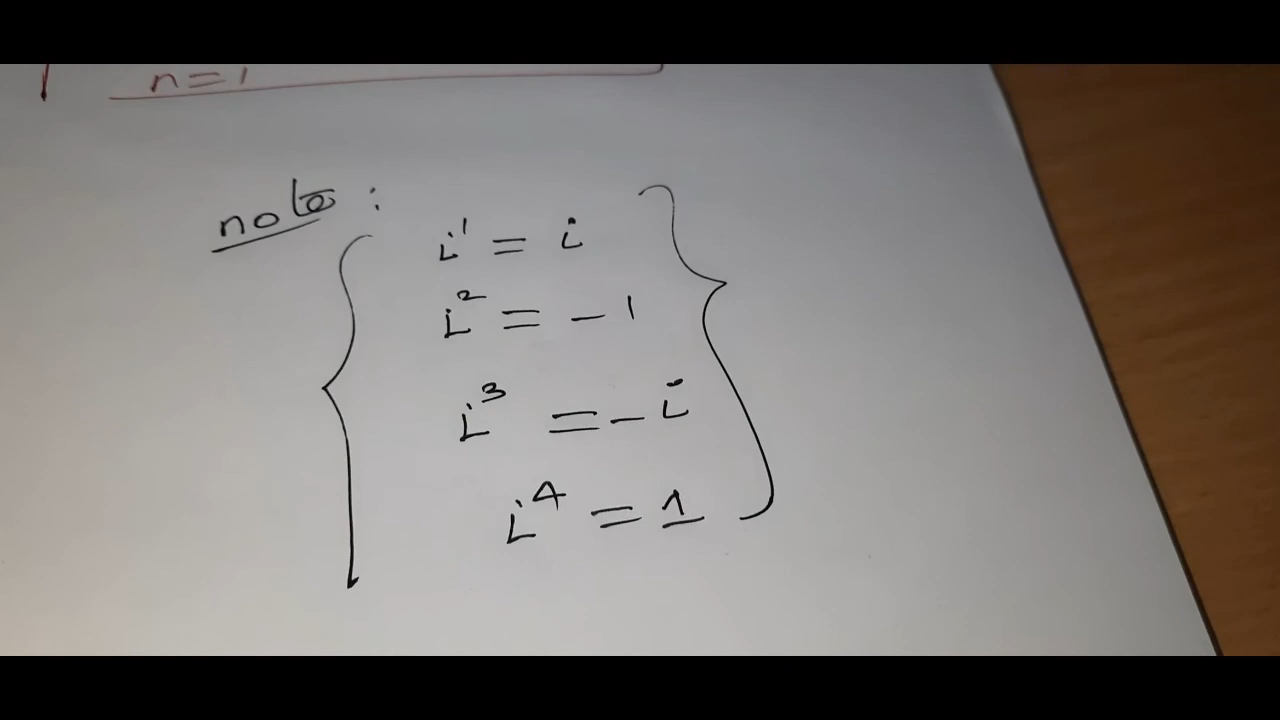 n=1
note :
i¹ = i
i² = -1
i³ = -i
i⁴ = 1